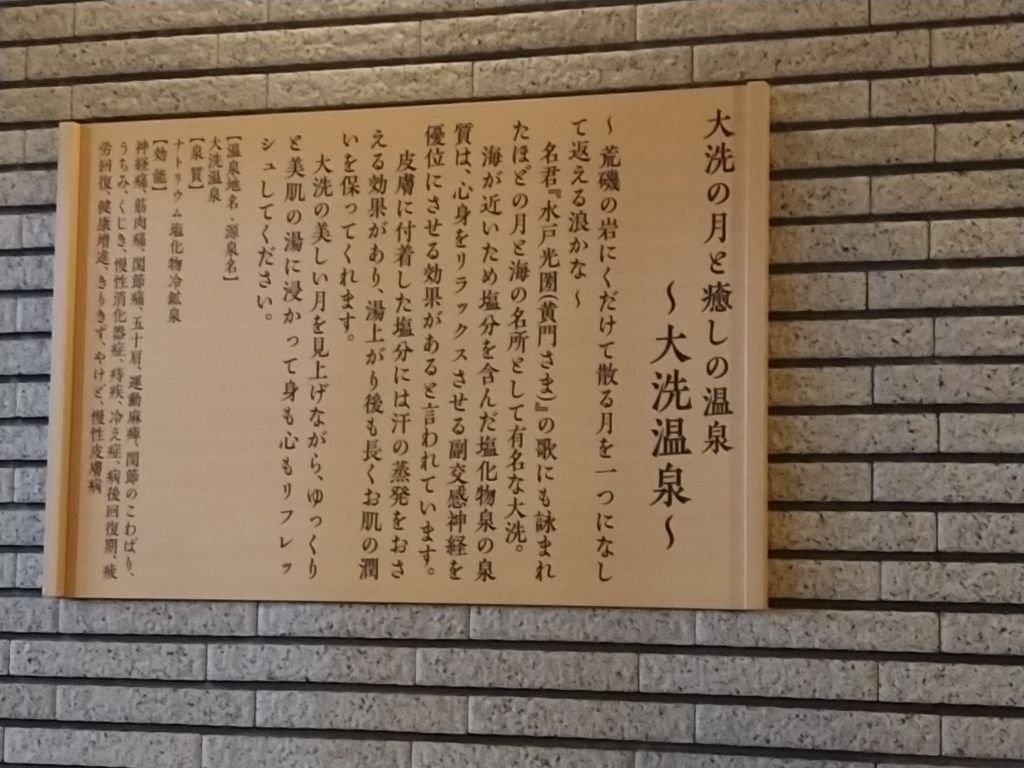 大洗の月と癒しの温泉
～大洗温泉～
～荒磯の岩にくだけて散る月を一つになし
て返える浪かな～
名君『水戸光圀(黄門さま)』の歌にも詠まれ
たほどの月と海の名所として有名な大洗。
海が近いため塩分を含んだ塩化物泉の泉
質は、心身をリラックスさせる副交感神経を
優位にさせる効果があると言われています。
皮膚に付着した塩分には汗の蒸発をおさ
える効果があり、湯上がり後も長くお肌の潤
いを保ってくれます。
大洗の美しい月を見上げながら、ゆっくり
と美肌の湯に浸かって身も心もリフレッ
シュしてください。
【温泉地名・源泉名】
大洗温泉
【泉質】
ナトリウム塩化物冷鉱泉
【効能】
神経痛、筋肉痛、関節痛、五十肩、運動麻痺、関節のこわばり、
うちみ、くじき、慢性消化器症、痔疾、冷え症、病後回復期、疲
労回復、健康増進、きりきず、やけど、慢性皮膚病